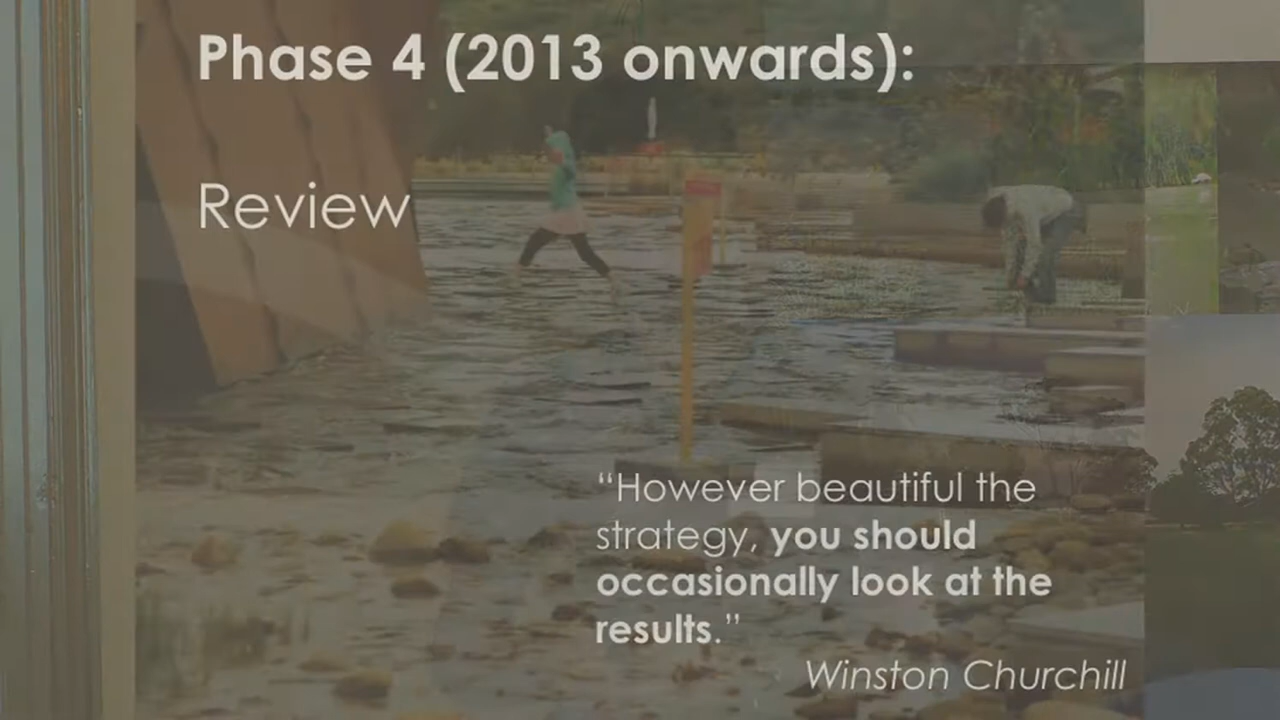 Phase 4 (2013 onwards):
Review
“However beautiful the
strategy, you should
occasionally look at the
results.”
Winston Churchill